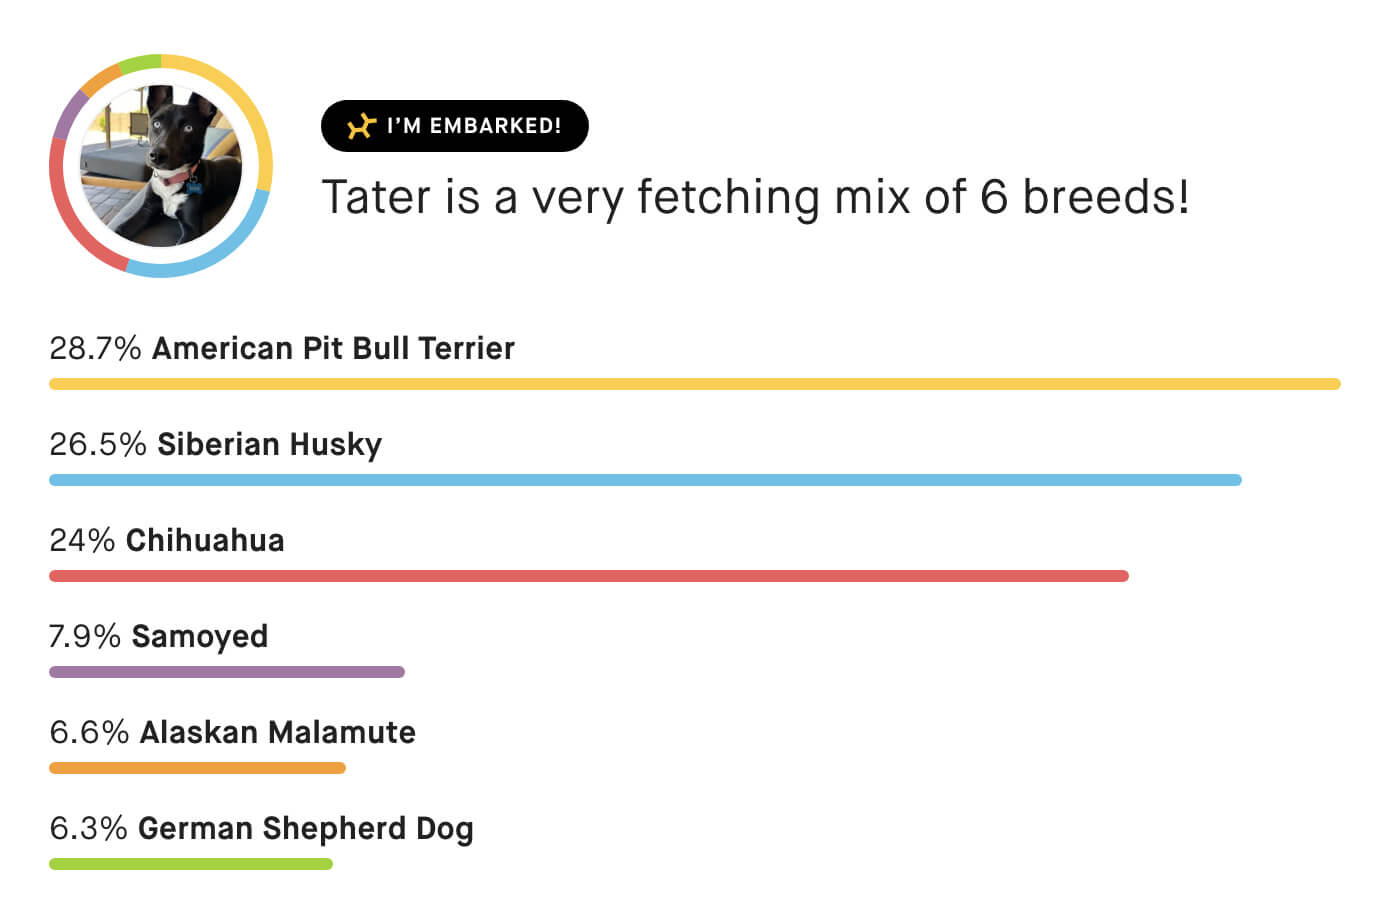 I'M EMBARKED!
Tater is a very fetching mix of 6 breeds!
28.7% American Pit Bull Terrier
26.5% Siberian Husky
24% Chihuahua
7.9% Samoyed
6.6% Alaskan Malamute
6.3% German Shepherd Dog